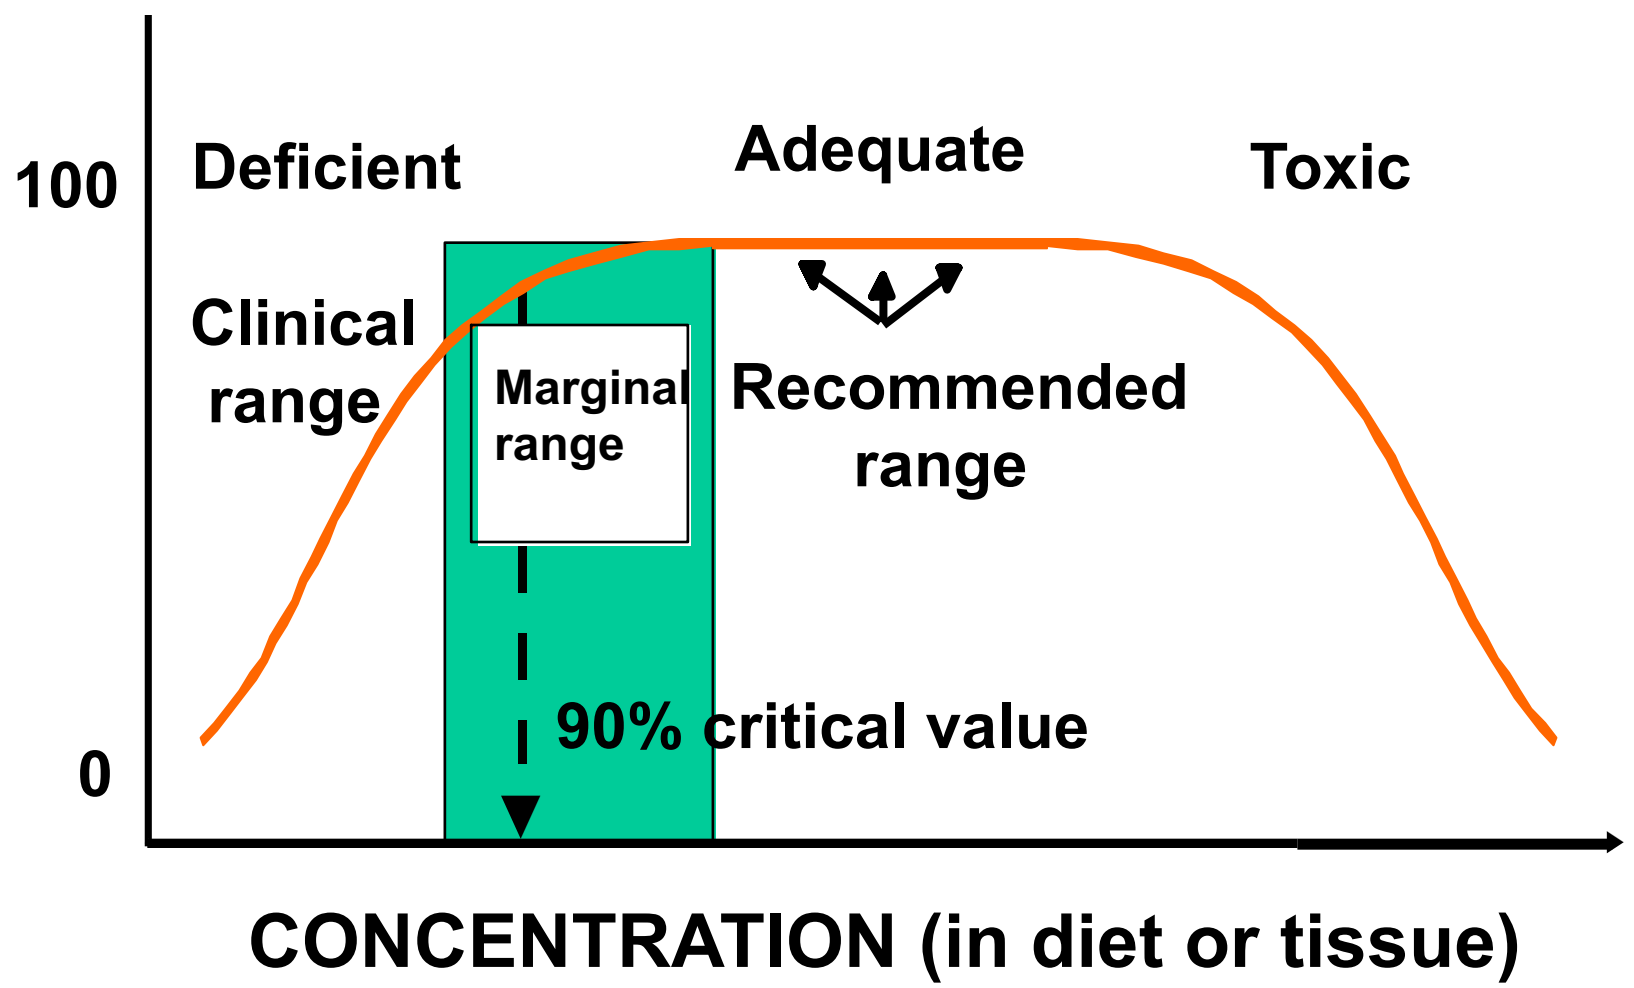 Adequate
Deficient
Toxic
100
Clinical
range
Marginal
range
Recommended
range
90% critical value
0
CONCENTRATION (in diet or tissue)